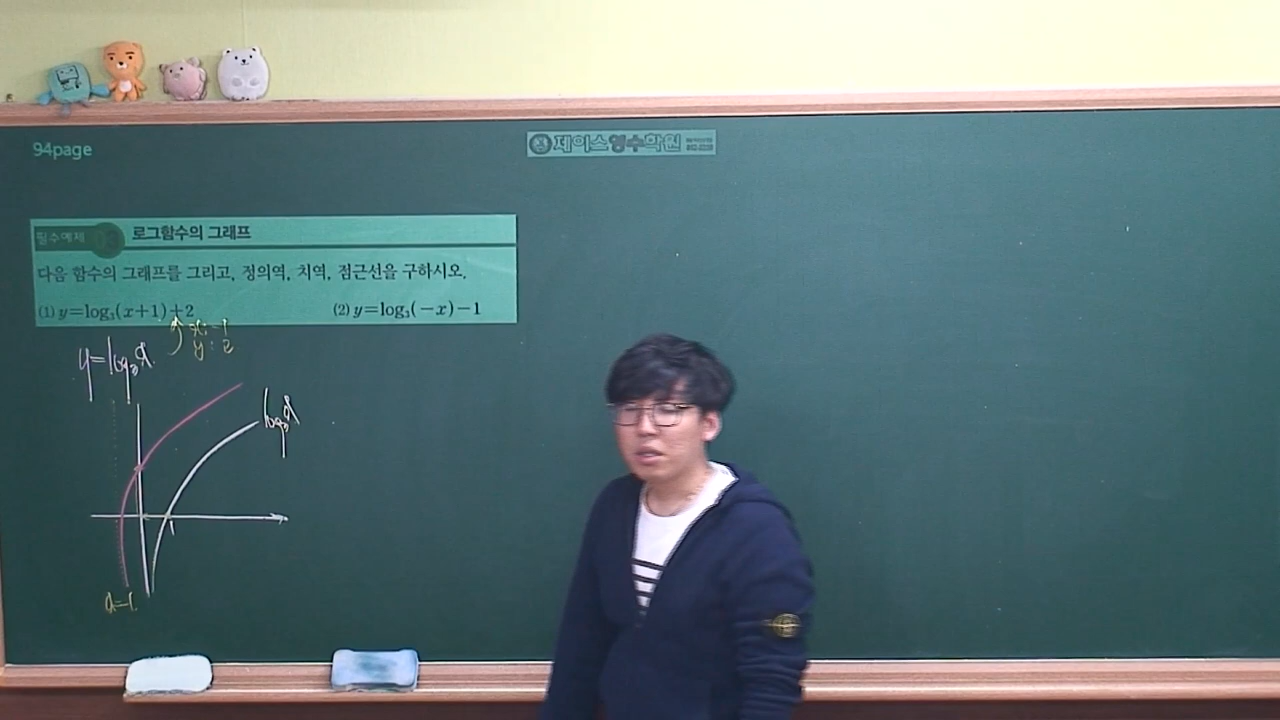 94page
제이스영수학원
필수예제 03 로그함수의 그래프
다음 함수의 그래프를 그리고, 정의역, 치역, 점근선을 구하시오.
(1) y=log₃(x+1)+2 (2) y=log₃(-x)-1
x: -1
y: 2
y=log₃x
log₃x
1
x=-1